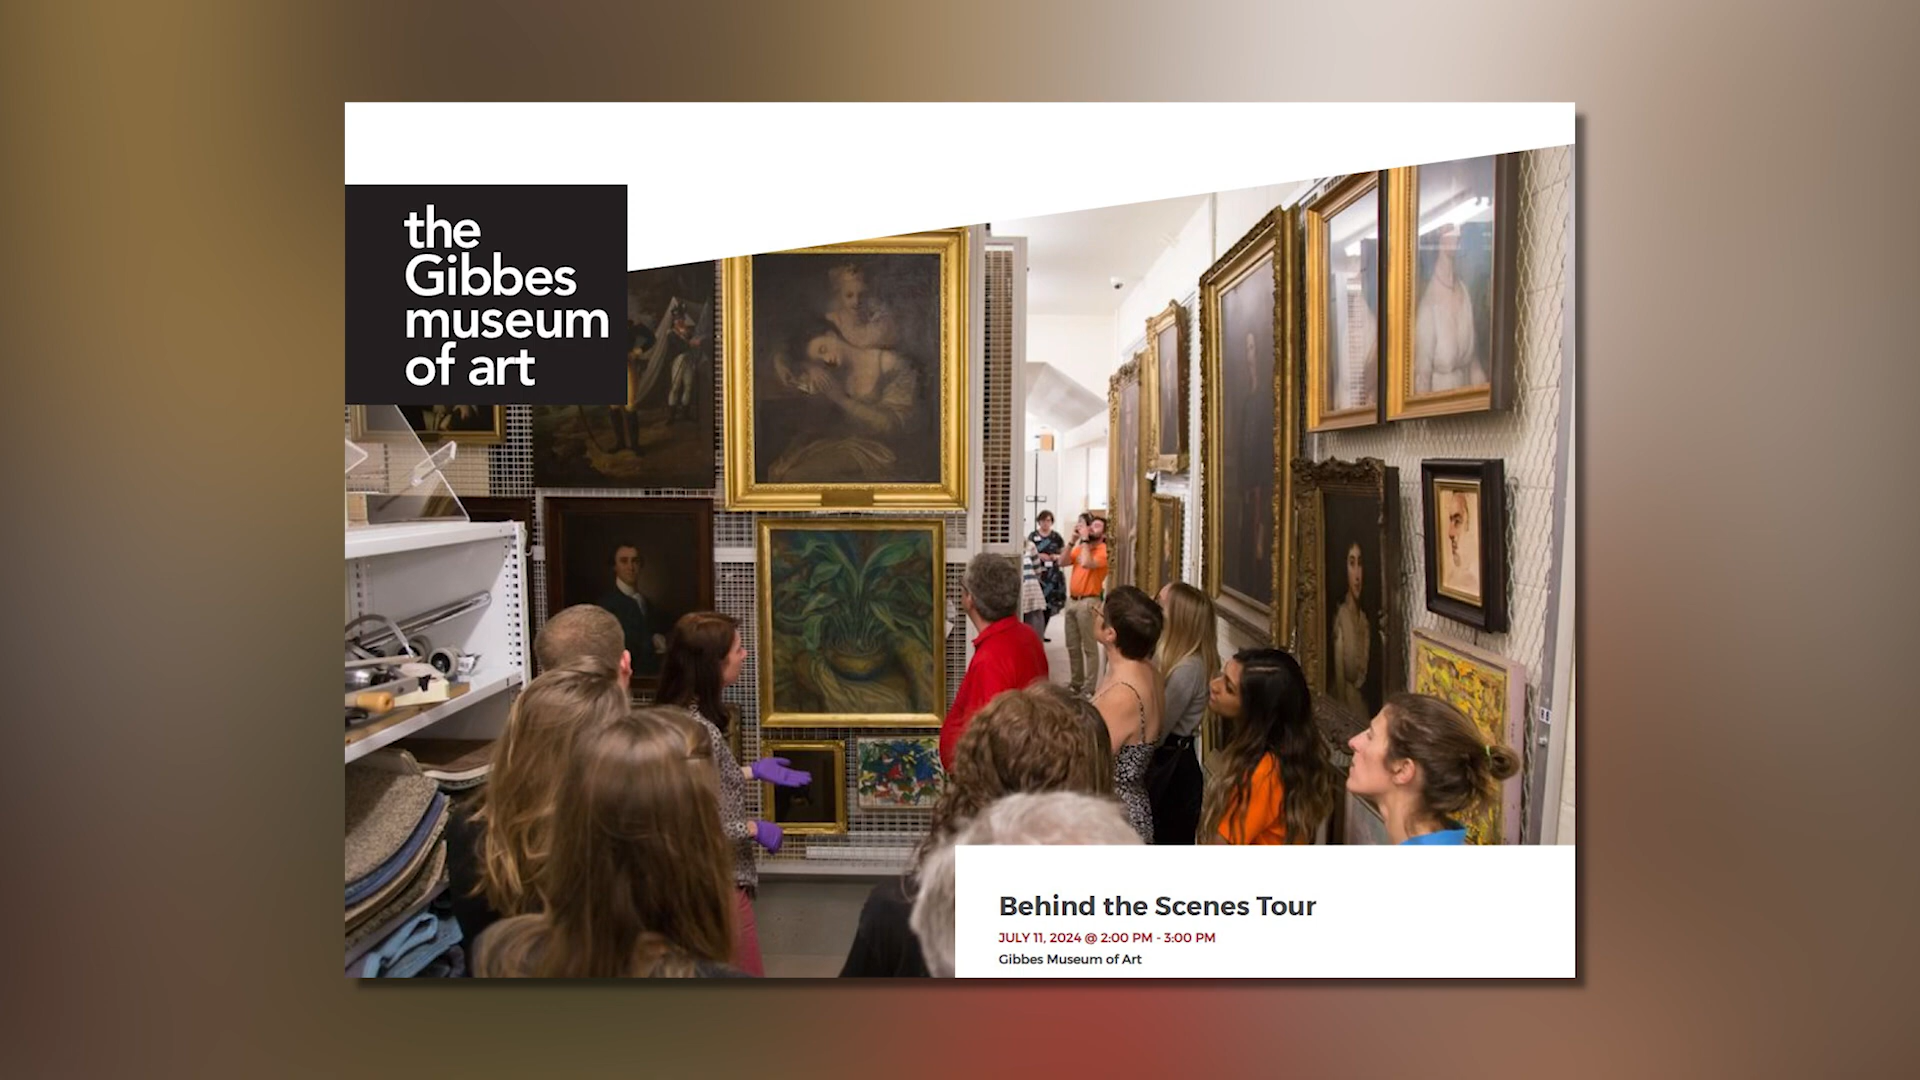 the
Gibbes
museum
of art
Behind the Scenes Tour
JULY 11, 2024 @ 2:00 PM - 3:00 PM
Gibbes Museum of Art